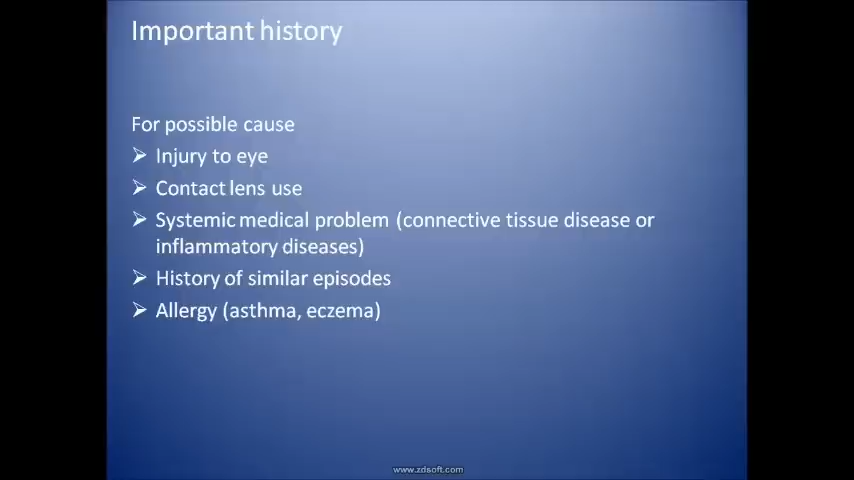 Important history
For possible cause
➢ Injury to eye
➢ Contact lens use
➢ Systemic medical problem (connective tissue disease or
inflammatory diseases)
➢ History of similar episodes
➢ Allergy (asthma, eczema)
www.zdsoft.com